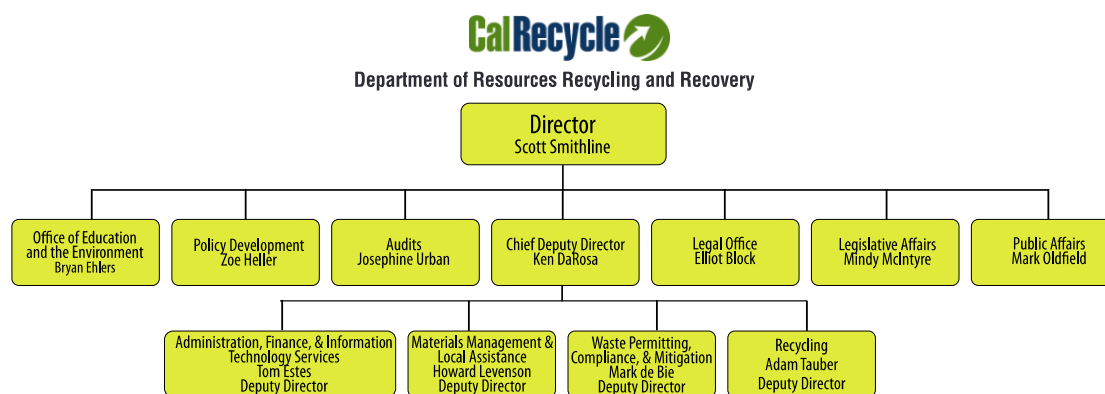 CalRecycle
Department of Resources Recycling and Recovery
Director
Scott Smithline
Office of Education
and the Environment
Bryan Ehlers
Policy Development
Zoe Heller
Audits
Josephine Urban
Chief Deputy Director
Ken DaRosa
Legal Office
Elliot Block
Legislative Affairs
Mindy McIntyre
Public Affairs
Mark Oldfield
Administration, Finance, & Information
Technology Services
Tom Estes
Deputy Director
Materials Management &
Local Assistance
Howard Levenson
Deputy Director
Waste Permitting,
Compliance, & Mitigation
Mark de Bie
Deputy Director
Recycling
Adam Tauber
Deputy Director